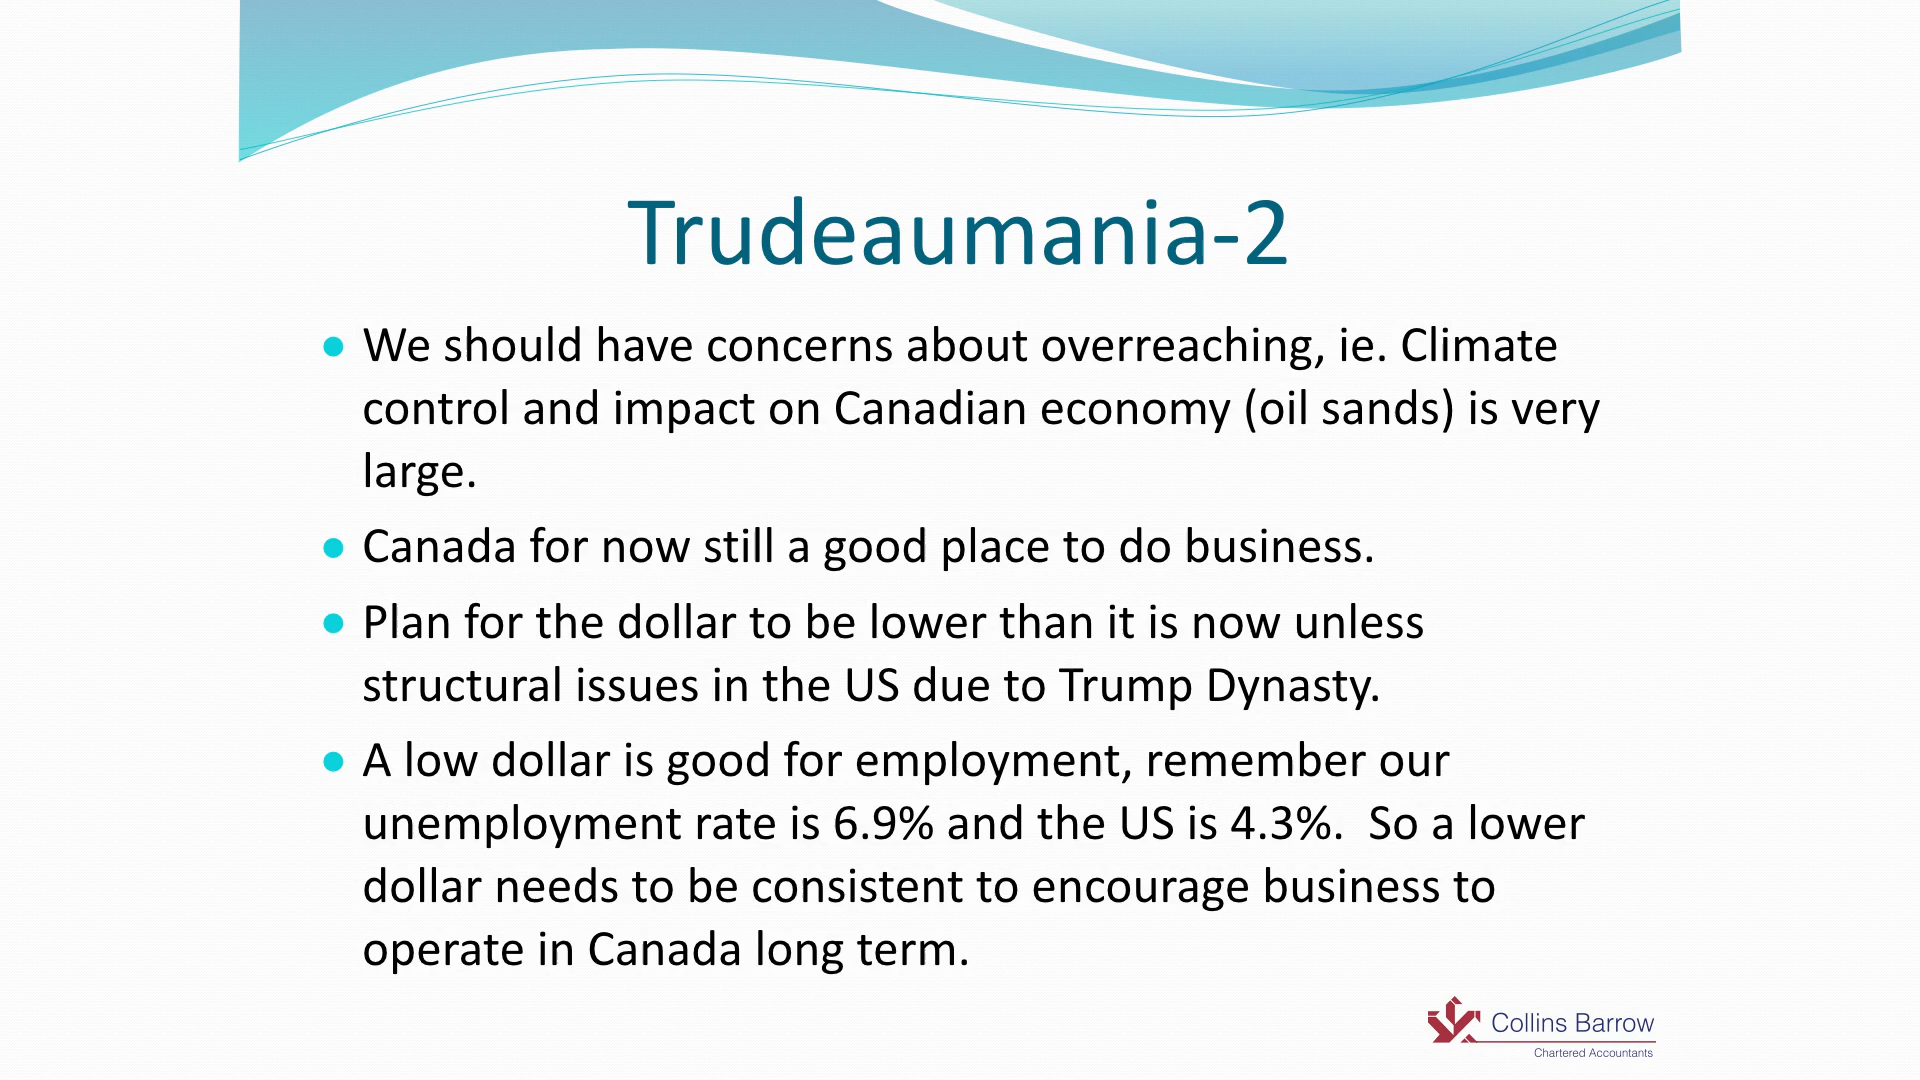 Trudeaumania-2
• We should have concerns about overreaching, ie. Climate
control and impact on Canadian economy (oil sands) is very
large.
• Canada for now still a good place to do business.
• Plan for the dollar to be lower than it is now unless
structural issues in the US due to Trump Dynasty.
• A low dollar is good for employment, remember our
unemployment rate is 6.9% and the US is 4.3%.  So a lower
dollar needs to be consistent to encourage business to
operate in Canada long term.
Collins Barrow
Chartered Accountants